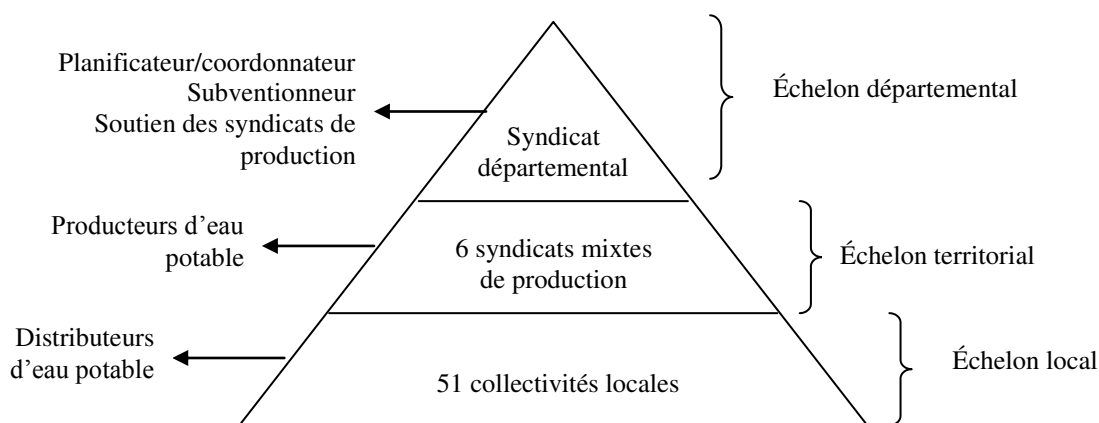 Planificateur/coordonnateur
Subventionneur
Soutien des syndicats de
production
Syndicat
départemental
Échelon départemental
Producteurs d’eau
potable
6 syndicats mixtes
de production
Échelon territorial
Distributeurs
d’eau potable
51 collectivités locales
Échelon local